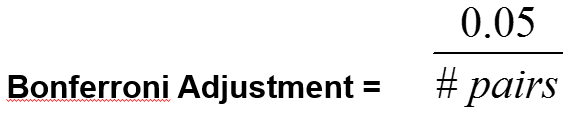 0.05
Bonferroni Adjustment =
# pairs